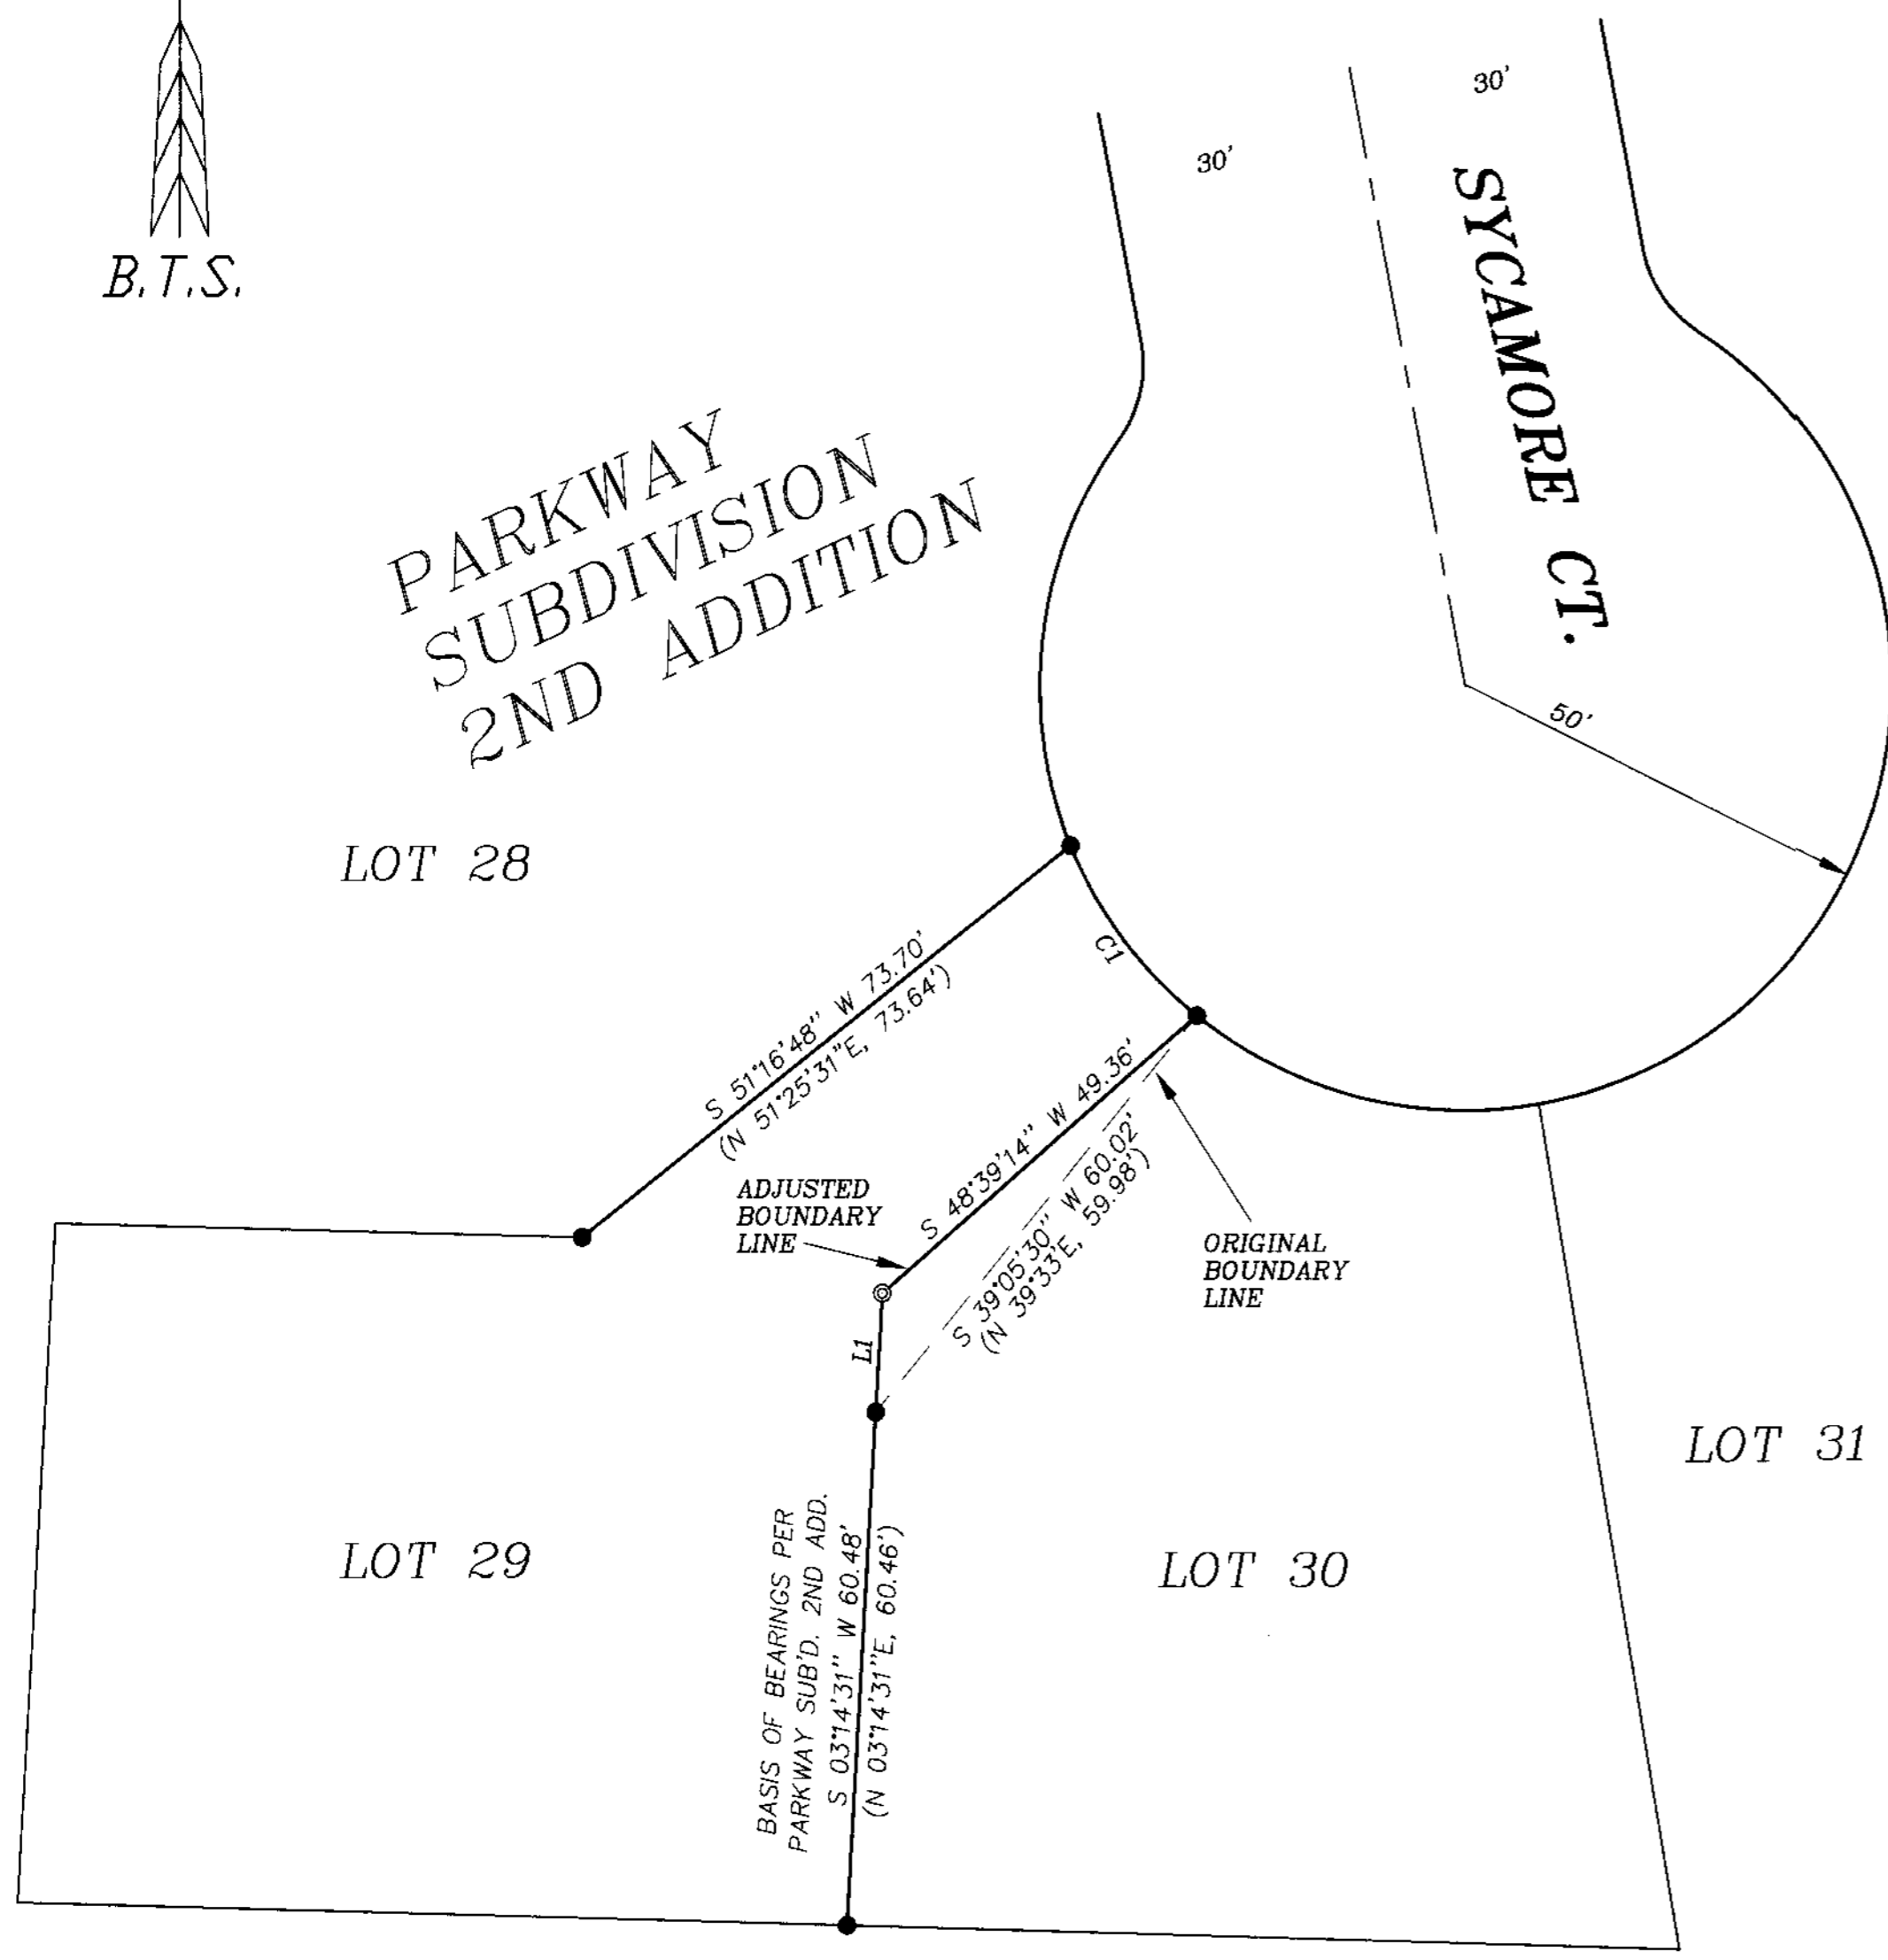 B.T.S.
30'
30'
SYCAMORE CT.
50'
PARKWAY
SUBDIVISION
2ND ADDITION
LOT 28
C1
S 51°16'48" W 73.70'
(N 51°25'31"E, 73.64')
S 48°39'14" W 49.36'
S 39°05'30" W 60.02'
(N 39°33'E, 59.98')
ADJUSTED
BOUNDARY
LINE
ORIGINAL
BOUNDARY
LINE
L1
LOT 31
LOT 29
LOT 30
BASIS OF BEARINGS PER
PARKWAY SUB'D. 2ND ADD.
S 03°14'31" W 60.48'
(N 03°14'31"E, 60.46')